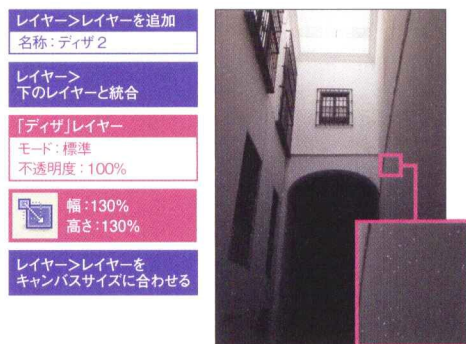 レイヤー>レイヤーを追加
名称:ディザ2
レイヤー>
下のレイヤーと統合
「ディザ」レイヤー
モード:標準
不透明度:100%
幅:130%
高さ:130%
レイヤー>レイヤーを
キャンバスサイズに合わせる